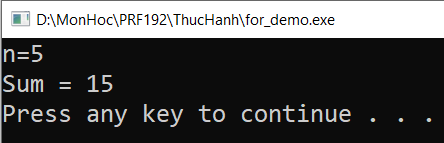 D:\MonHoc\PRF192\ThucHanh\for_demo.exe
n=5
Sum = 15
Press any key to continue . . .